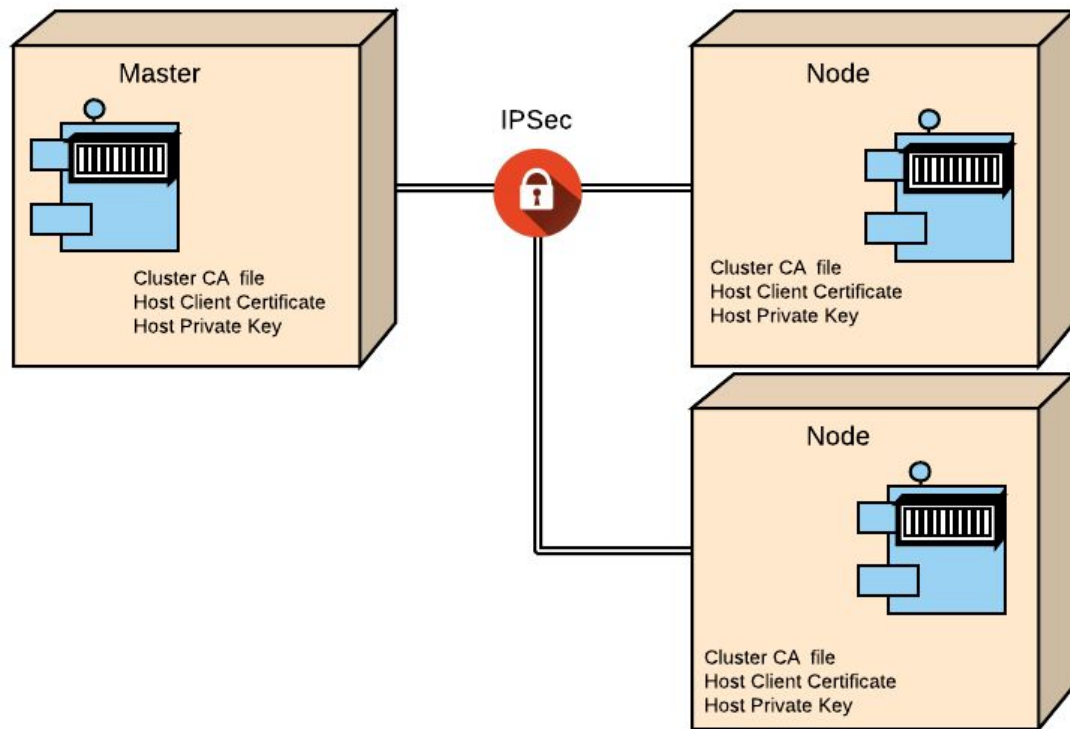 Master
Cluster CA file
Host Client Certificate
Host Private Key
IPSec
Node
Cluster CA file
Host Client Certificate
Host Private Key
Node
Cluster CA file
Host Client Certificate
Host Private Key